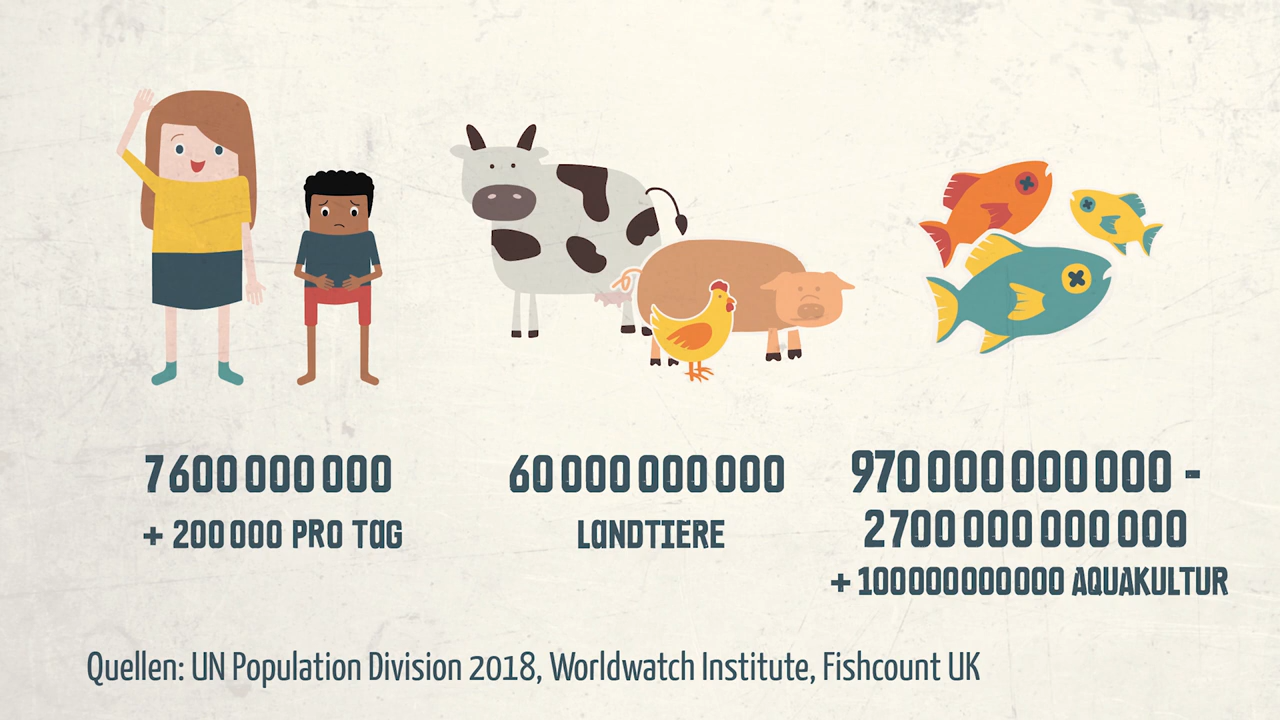 7 600 000 000
+ 200 000 PRO TAG
60 000 000 000
LANDTIERE
970 000 000 000 -
2 700 000 000 000
+ 100000000000 AQUAKULTUR
Quellen: UN Population Division 2018, Worldwatch Institute, Fishcount UK